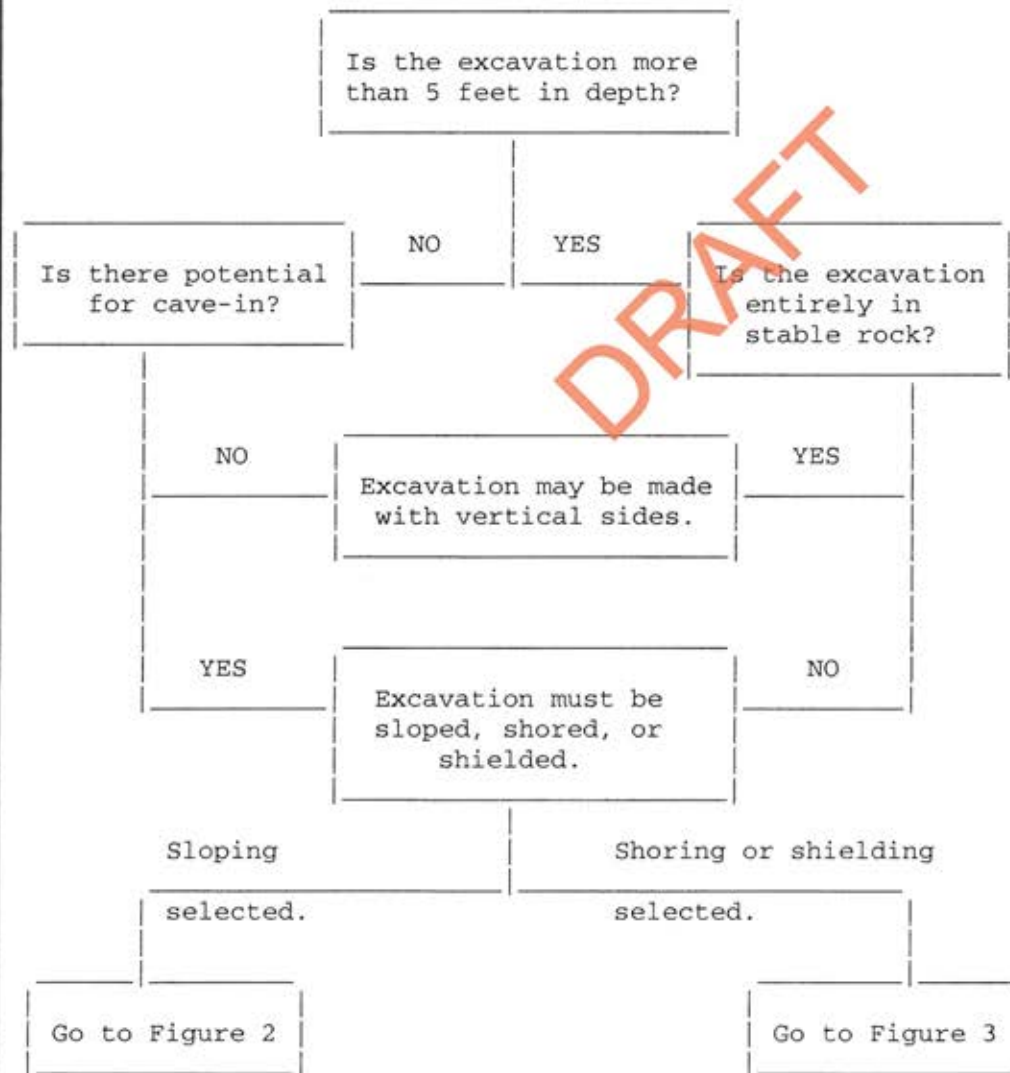 Is the excavation more
than 5 feet in depth?
NO
YES
Is there potential
for cave-in?
Is the excavation
entirely in
stable rock?
DRAFT
NO
YES
Excavation may be made
with vertical sides.
YES
NO
Excavation must be
sloped, shored, or
shielded.
Sloping
selected.
Shoring or shielding
selected.
Go to Figure 2
Go to Figure 3